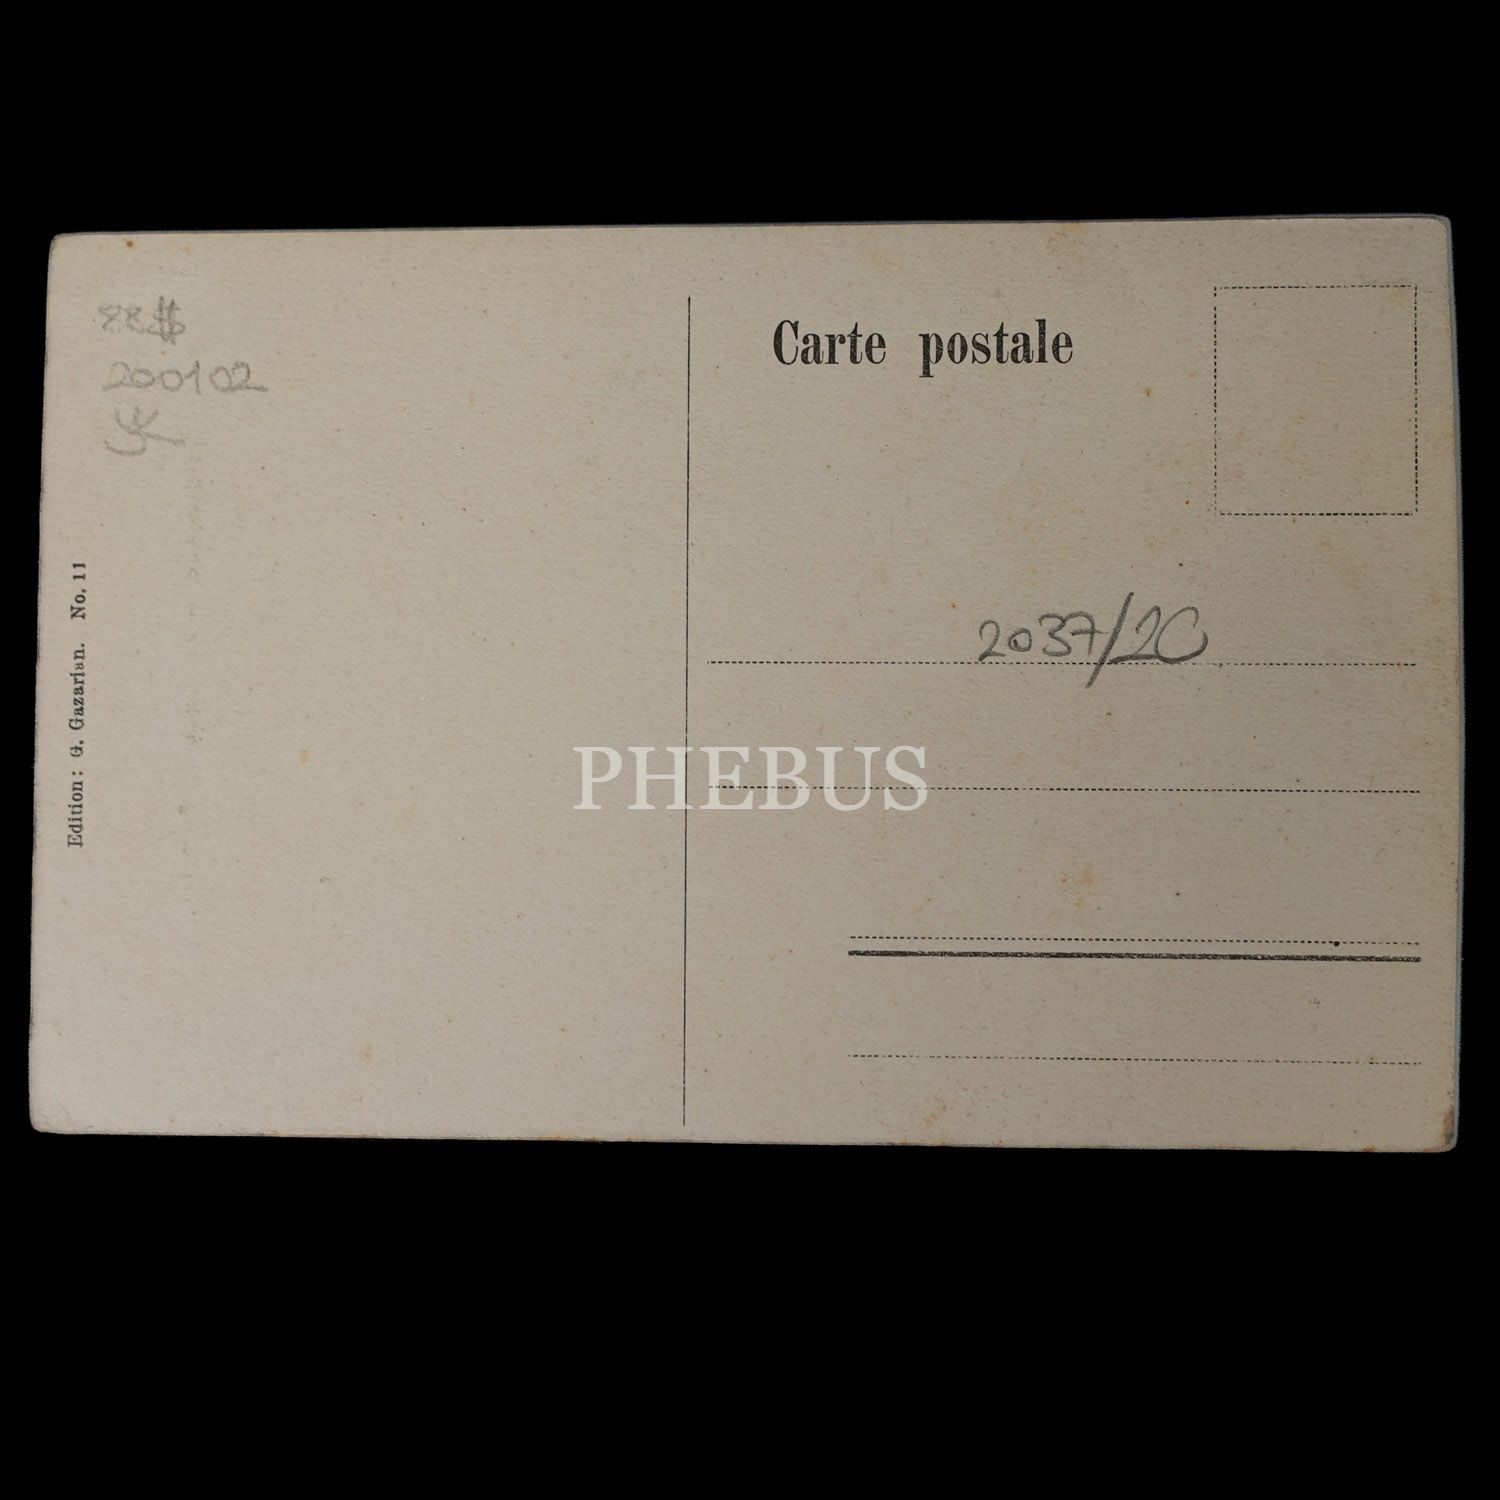 88$
200102
Edition: G. Gazarian. No. 11
Carte postale
2037/20
PHEBUS